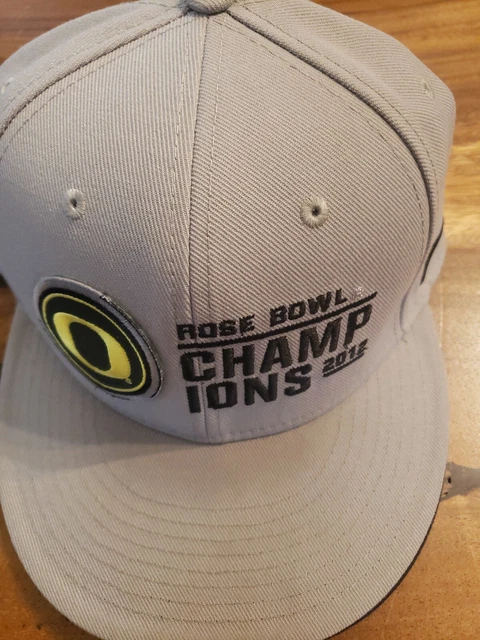 O
ROSE BOWL
CHAMP
IONS 2012